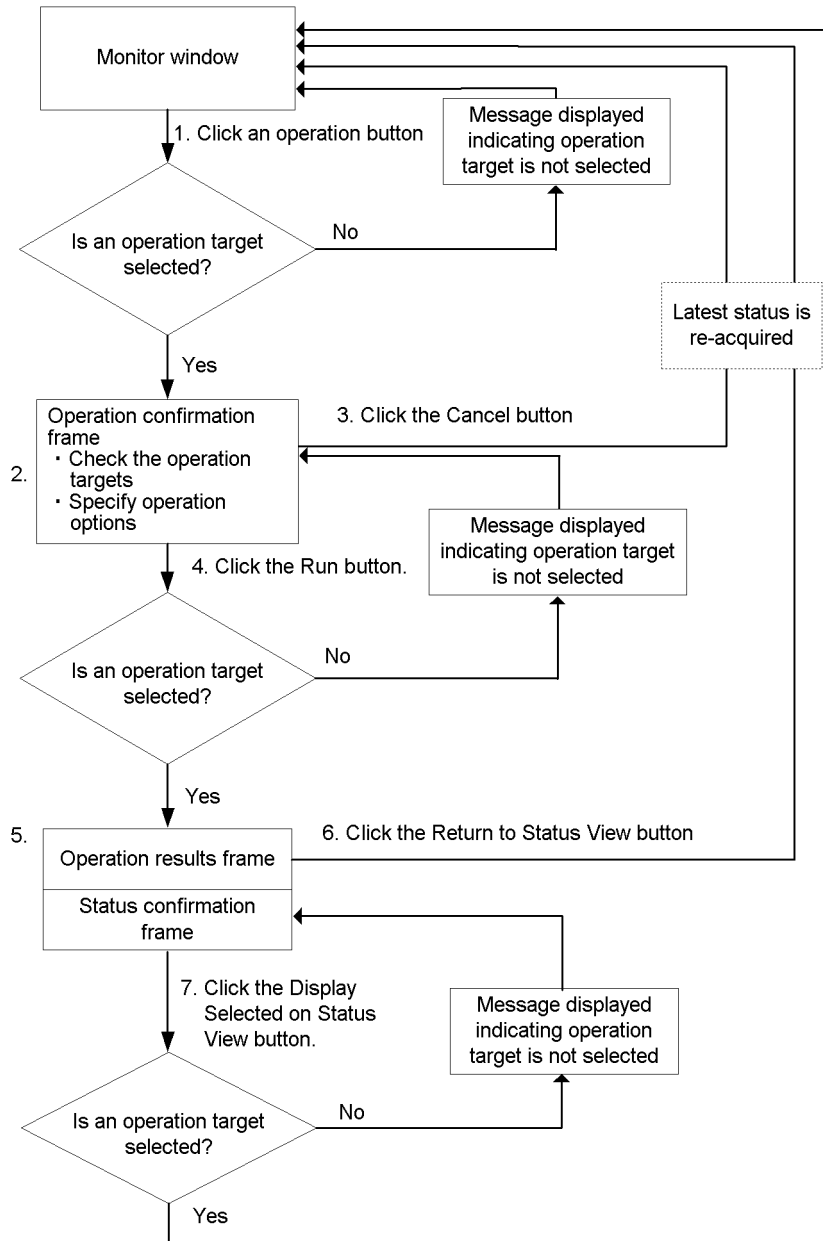 Monitor window
Message displayed
indicating operation
target is not selected
1. Click an operation button
Is an operation target
selected?
No
Latest status is
re-acquired
Yes
Operation confirmation
frame
・Check the operation
targets
・Specify operation
options
2.
3. Click the Cancel button
Message displayed
indicating operation target
is not selected
4. Click the Run button.
Is an operation target
selected?
No
Yes
5.
Operation results frame
6. Click the Return to Status View button
Status confirmation
frame
7. Click the Display
Selected on Status
View button.
Message displayed
indicating operation
target is not selected
Is an operation target
selected?
No
Yes